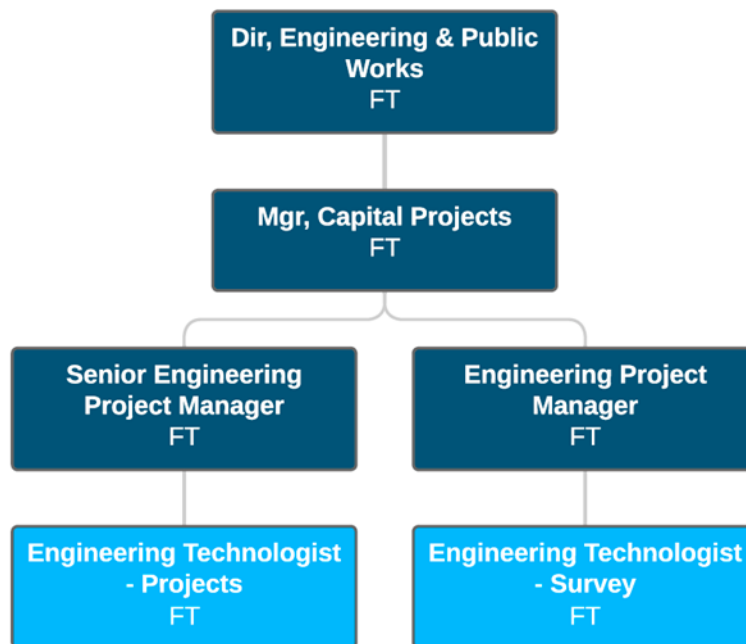 Dir, Engineering & Public
Works
FT
Mgr, Capital Projects
FT
Senior Engineering
Project Manager
FT
Engineering Project
Manager
FT
Engineering Technologist
- Projects
FT
Engineering Technologist
- Survey
FT